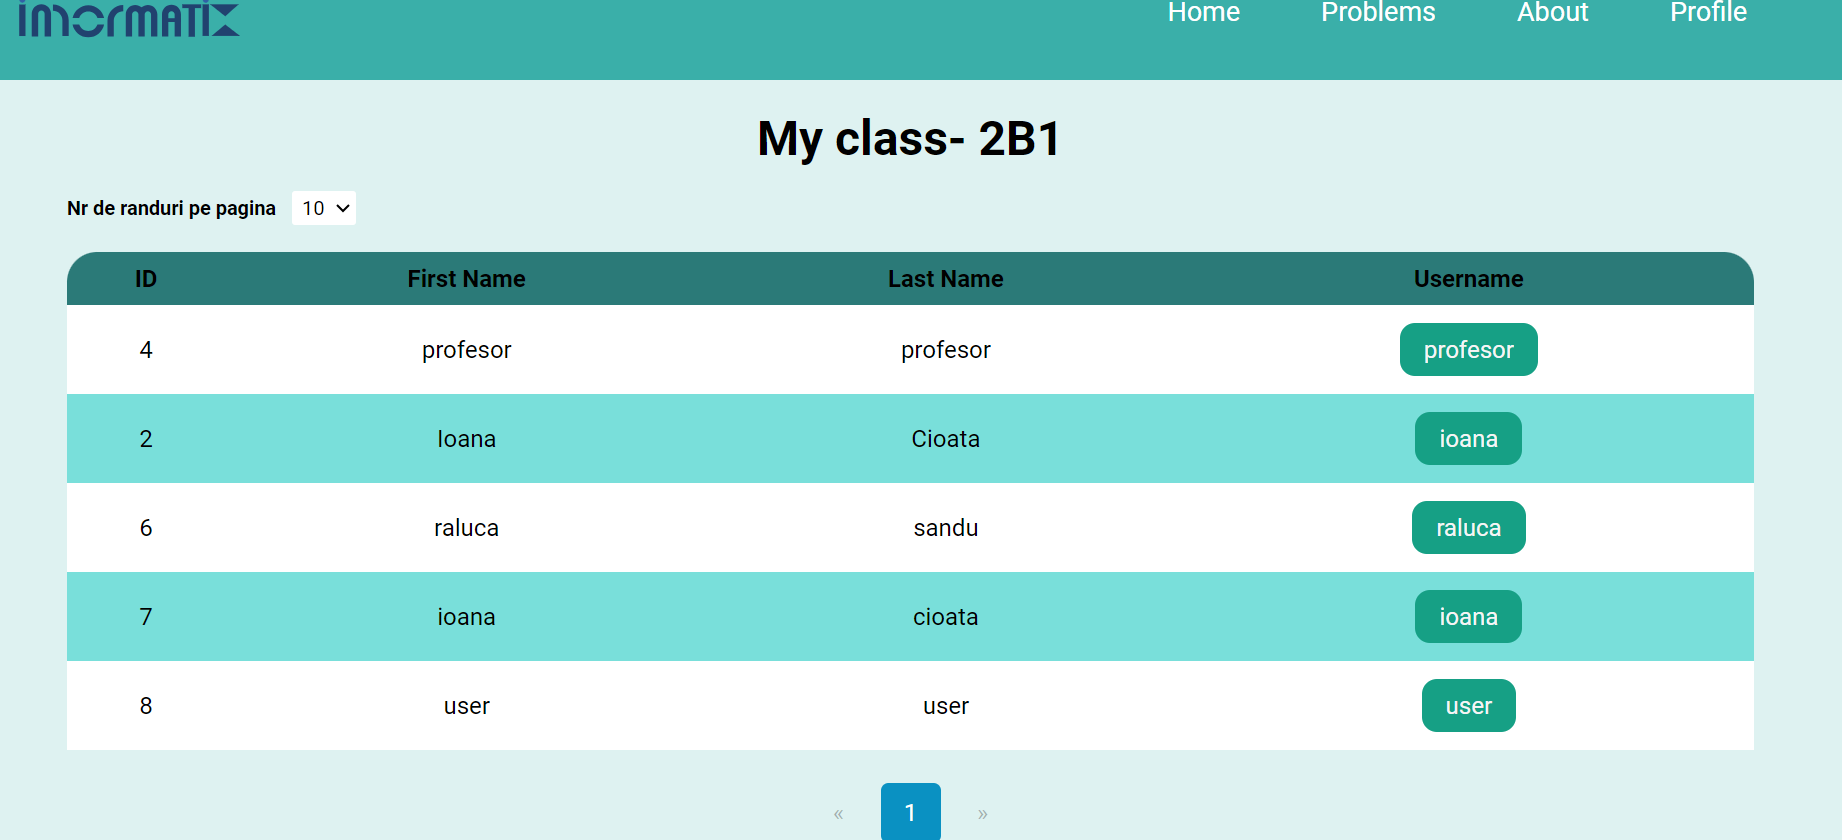 Home Problems About Profile
My class- 2B1
Nr de randuri pe pagina 10
ID First Name Last Name Username
4 profesor profesor profesor
2 Ioana Cioata ioana
6 raluca sandu raluca
7 ioana cioata ioana
8 user user user
« 1 »